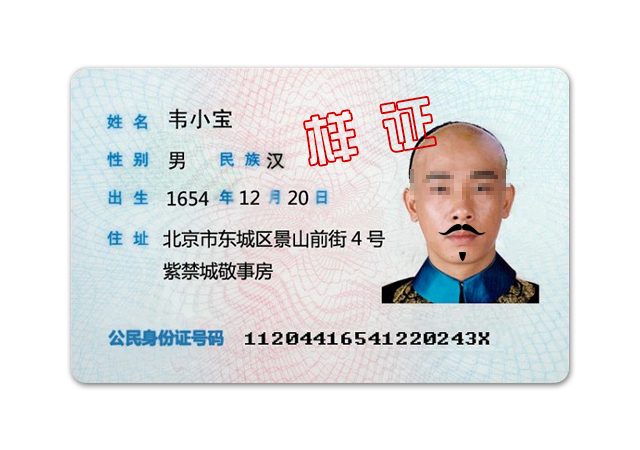 姓名 韦小宝
样证
性别 男 民族 汉
出生 1654 年 12 月 20 日
住址 北京市东城区景山前街 4 号
紫禁城敬事房
公民身份证号码 11204416541220243X